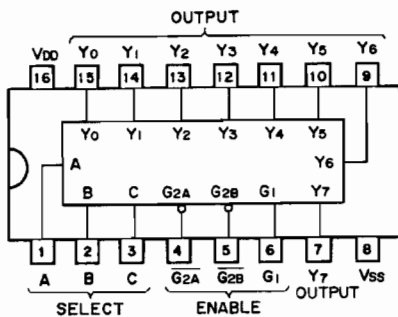 OUTPUT
VDD Y0 Y1 Y2 Y3 Y4 Y5 Y6
16 15 14 13 12 11 10 9
Y0 Y1 Y2 Y3 Y4 Y5
A Y6
B C G2A G2B G1 Y7
1 2 3 4 5 6 7 8
A B C G̅2̅A̅ G̅2̅B̅ G1 Y7 VSS
SELECT ENABLE OUTPUT